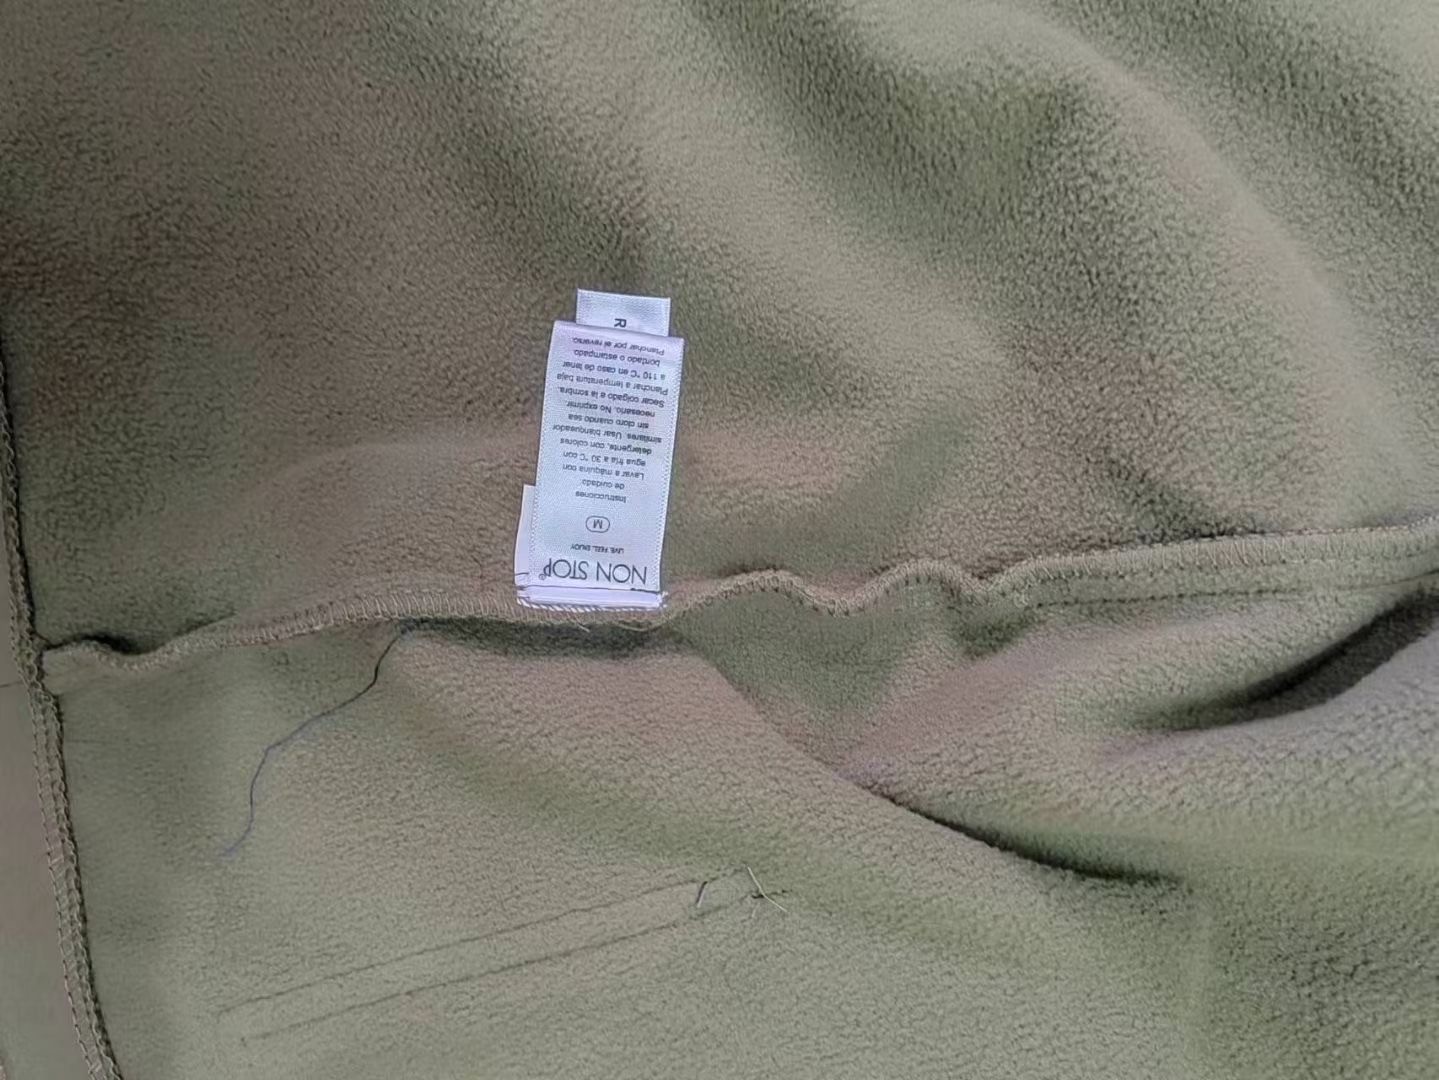 NON STOP®
LIVE. FEEL. ENJOY
M
Instrucciones
de cuidado
Lavar a máquina con
agua fría a 30 °C con
detergente, con colores
similares. Usar blanqueador
sin cloro cuando sea
necesario. No exprimir
Secar colgado a la sombra.
Planchar a temperatura baja
a 110 °C en caso de tener
bordado o estampado.
Planchar por el reverso.
R